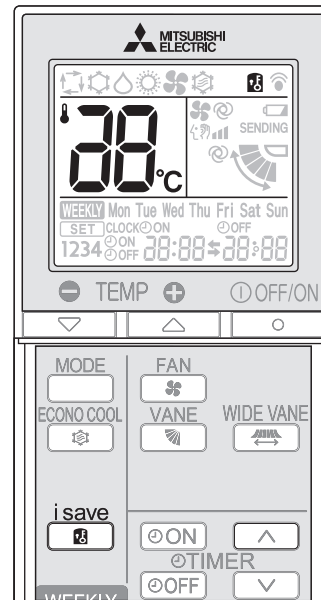 MITSUBISHI
ELECTRIC
SENDING
°C
WEEKLY Mon Tue Wed Thu Fri Sat Sun
SET CLOCK ON OFF
1234 ON OFF 88:88 88:88
TEMP OFF/ON
MODE FAN
ECONO COOL VANE WIDE VANE
i save
ON
TIMER
OFF
WEEKLY